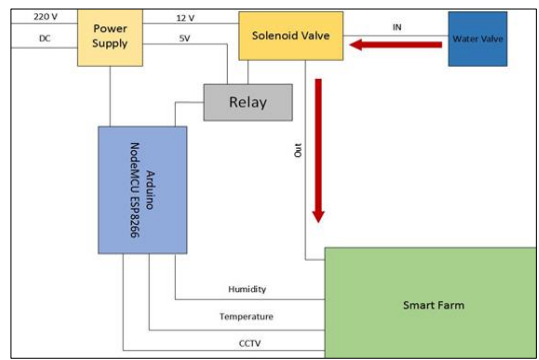 220 V
DC
Power
Supply
12 V
5V
Solenoid Valve
IN
Water Valve
Relay
Arduino
NodeMCU ESP8266
Out
Humidity
Temperature
CCTV
Smart Farm